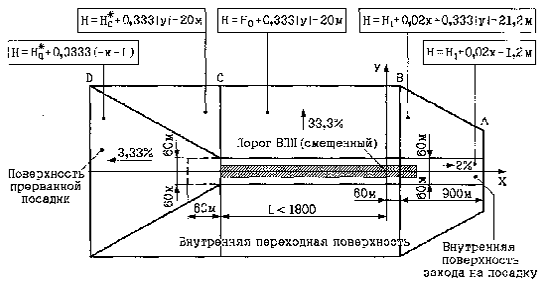 H=H₀*+0,333|y|-20м
H=H₀+0,333|y|-20м
H=H₁+0,02x+0,333|y|-21,2м
H=H₀*+0,0333(-x-L)
H=H₁+0,02x-1,2м
D
C
У
В
А
33,3%
Порог ВПП (смещенный)
60м
60м
3,33%
2%
X
Поверхность
прерванной
посадки
60м
60м
60м
60м
900м
L<1800
Внутренняя переходная поверхность
Внутренняя
поверхность
захода на посадку